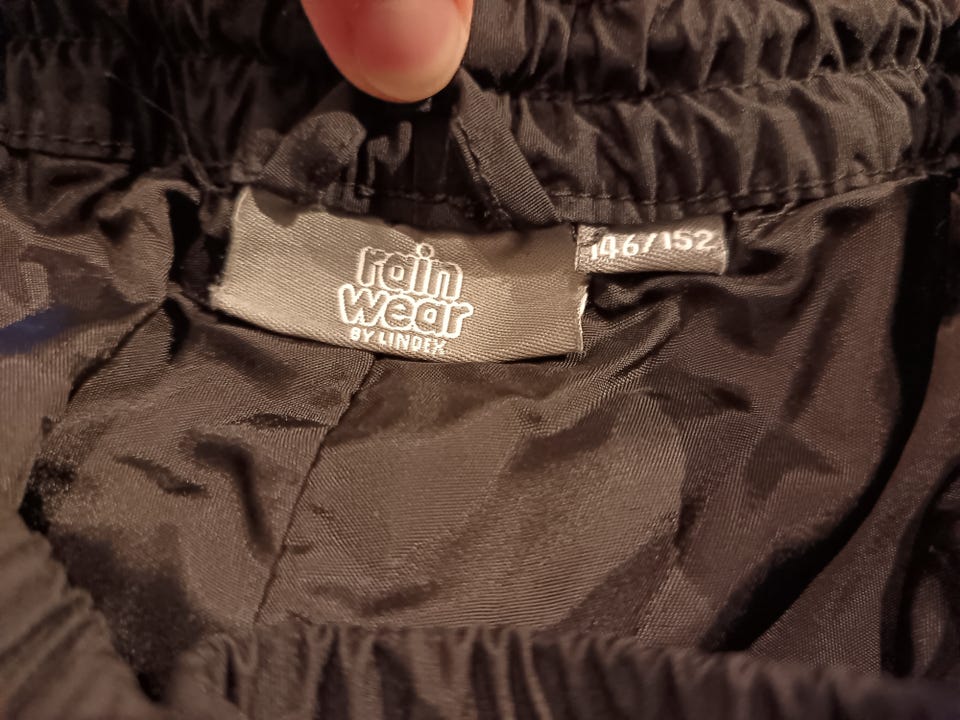 rain
wear
BY LINDEX
146/152